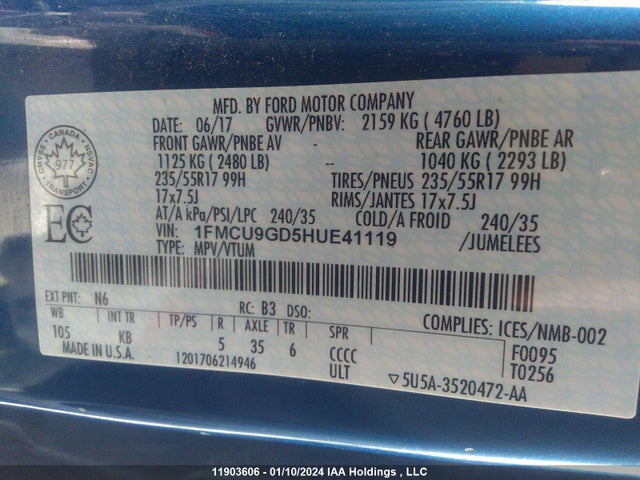 MFD. BY FORD MOTOR COMPANY
DATE: 06/17 GVWR/PNBV: 2159 KG ( 4760 LB)
FRONT GAWR/PNBE AV REAR GAWR/PNBE AR
1125 KG ( 2480 LB) -- 1040 KG ( 2293 LB)
235/55R17 99H TIRES/PNEUS 235/55R17 99H
17x7.5J RIMS/JANTES 17x7.5J
AT/A kPa/PSI/LPC 240/35 COLD/A FROID 240/35
VIN: 1FMCU9GD5HUE41119 /JUMELEES
TYPE: MPV/VTUM
CANADA
CMVSS NSVAC
977
TRANSPORT
EC
EXT PNT: N6 RC: B3 DSO:
WB INT TR TP/PS R AXLE TR SPR COMPLIES: ICES/NMB-002
105 KB 5 35 6 CCCC F0095
MADE IN U.S.A. 1201706214946 ULT T0256
▽5U5A-3520472-AA
11903606 - 01/10/2024 IAA Holdings , LLC